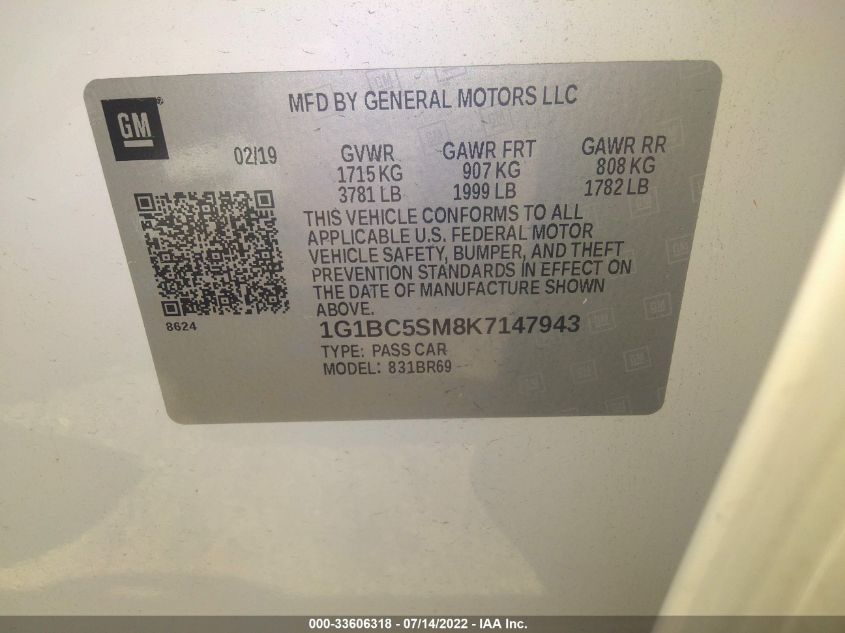 MFD BY GENERAL MOTORS LLC
GM®
02/19
GVWR GAWR FRT GAWR RR
1715 KG 907 KG 808 KG
3781 LB 1999 LB 1782 LB
THIS VEHICLE CONFORMS TO ALL
APPLICABLE U.S. FEDERAL MOTOR
VEHICLE SAFETY, BUMPER, AND THEFT
PREVENTION STANDARDS IN EFFECT ON
THE DATE OF MANUFACTURE SHOWN
ABOVE.
8624
1G1BC5SM8K7147943
TYPE: PASS CAR
MODEL: 831BR69
000-33606318 - 07/14/2022 - IAA Inc.